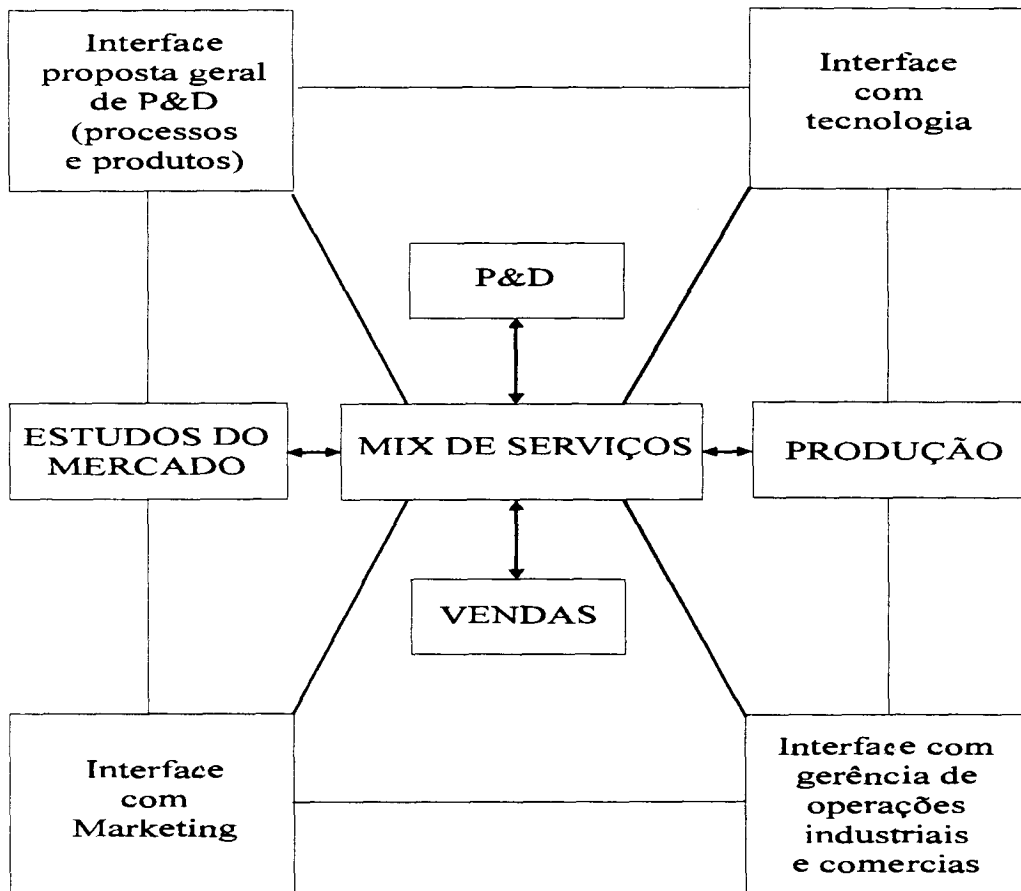 Interface
proposta geral
de P&D
(processos
e produtos)
Interface
com
tecnologia
P&D
ESTUDOS DO
MERCADO
MIX DE SERVIÇOS
PRODUÇÃO
VENDAS
Interface
com
Marketing
Interface com
gerência de
operações
industriais
e comercias